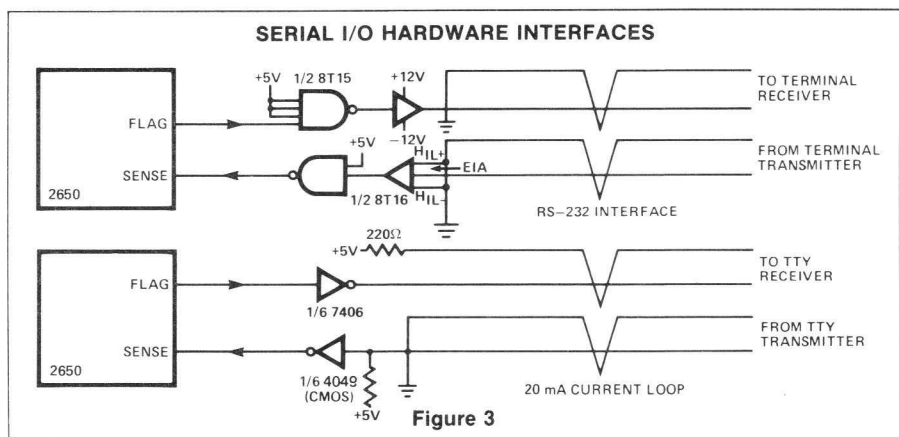 SERIAL I/O HARDWARE INTERFACES
+5V
1/2 8T15
+12V
TO TERMINAL
RECEIVER
FLAG
-12V
+5V
HIL+
EIA
FROM TERMINAL
TRANSMITTER
SENSE
1/2 8T16
HIL-
2650
RS-232 INTERFACE
220Ω
+5V
TO TTY
RECEIVER
FLAG
1/6 7406
FROM TTY
TRANSMITTER
SENSE
1/6 4049
(CMOS)
+5V
2650
20 mA CURRENT LOOP
Figure 3